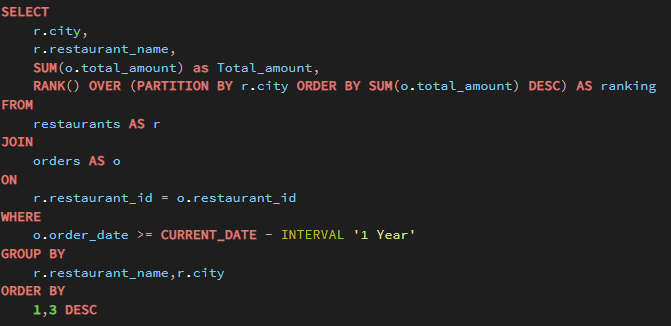 SELECT
    r.city,
    r.restaurant_name,
    SUM(o.total_amount) as Total_amount,
    RANK() OVER (PARTITION BY r.city ORDER BY SUM(o.total_amount) DESC) AS ranking
FROM
    restaurants AS r
JOIN
    orders AS o
ON
    r.restaurant_id = o.restaurant_id
WHERE
    o.order_date >= CURRENT_DATE - INTERVAL '1 Year'
GROUP BY
    r.restaurant_name,r.city
ORDER BY
    1,3 DESC